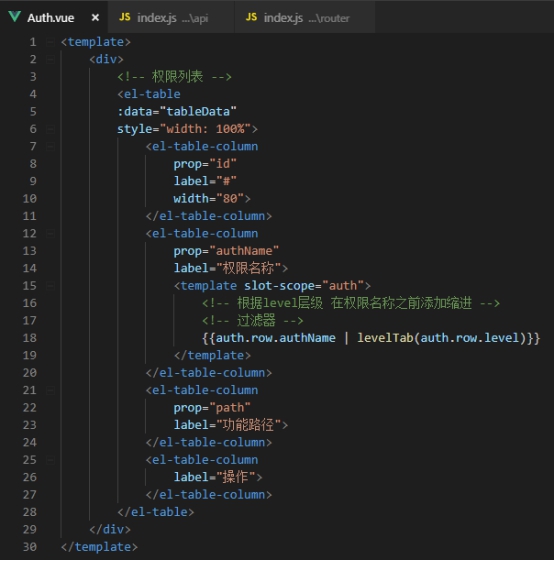 Auth.vue × JS index.js ...\api JS index.js ...\router
1 <template>
2 <div>
3 <!-- 权限列表 -->
4 <el-table
5 :data="tableData"
6 style="width: 100%">
7 <el-table-column
8 prop="id"
9 label="#"
10 width="80">
11 </el-table-column>
12 <el-table-column
13 prop="authName"
14 label="权限名称">
15 <template slot-scope="auth">
16 <!-- 根据level层级 在权限名称之前添加缩进 -->
17 <!-- 过滤器 -->
18 {{auth.row.authName | levelTab(auth.row.level)}}
19 </template>
20 </el-table-column>
21 <el-table-column
22 prop="path"
23 label="功能路径">
24 </el-table-column>
25 <el-table-column
26 label="操作">
27 </el-table-column>
28 </el-table>
29 </div>
30 </template>